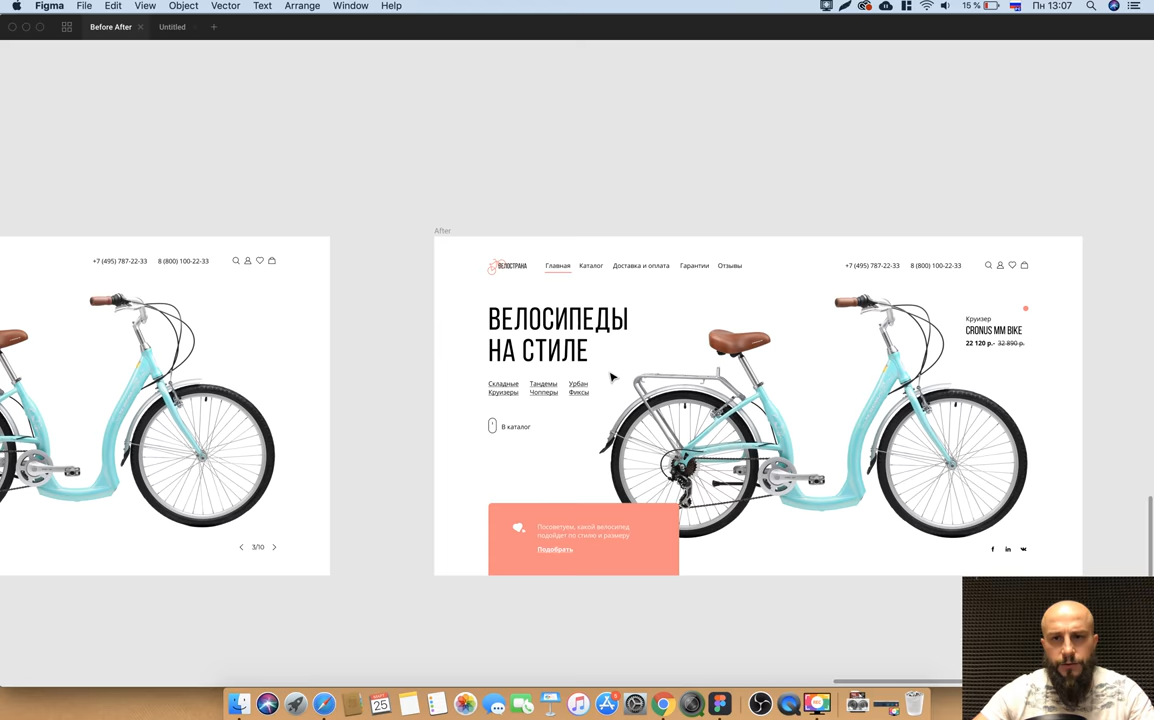 Figma File Edit View Object Vector Text Arrange Window Help
15 % Пн 13:07
Before After Untitled
After
+7 (495) 787-22-33 8 (800) 100-22-33
3/10
ВЕЛОСТРАНА Главная Каталог Доставка и оплата Гарантии Отзывы +7 (495) 787-22-33 8 (800) 100-22-33
ВЕЛОСИПЕДЫ
НА СТИЛЕ
Складные Тандемы Урбан
Круизеры Чопперы Фиксы
В каталог
Круизер
CRONUS MM BIKE
22 120 р.- 32 890 р.
Посоветуем, какой велосипед
подойдет по стилю и размеру
Подобрать
f in
25